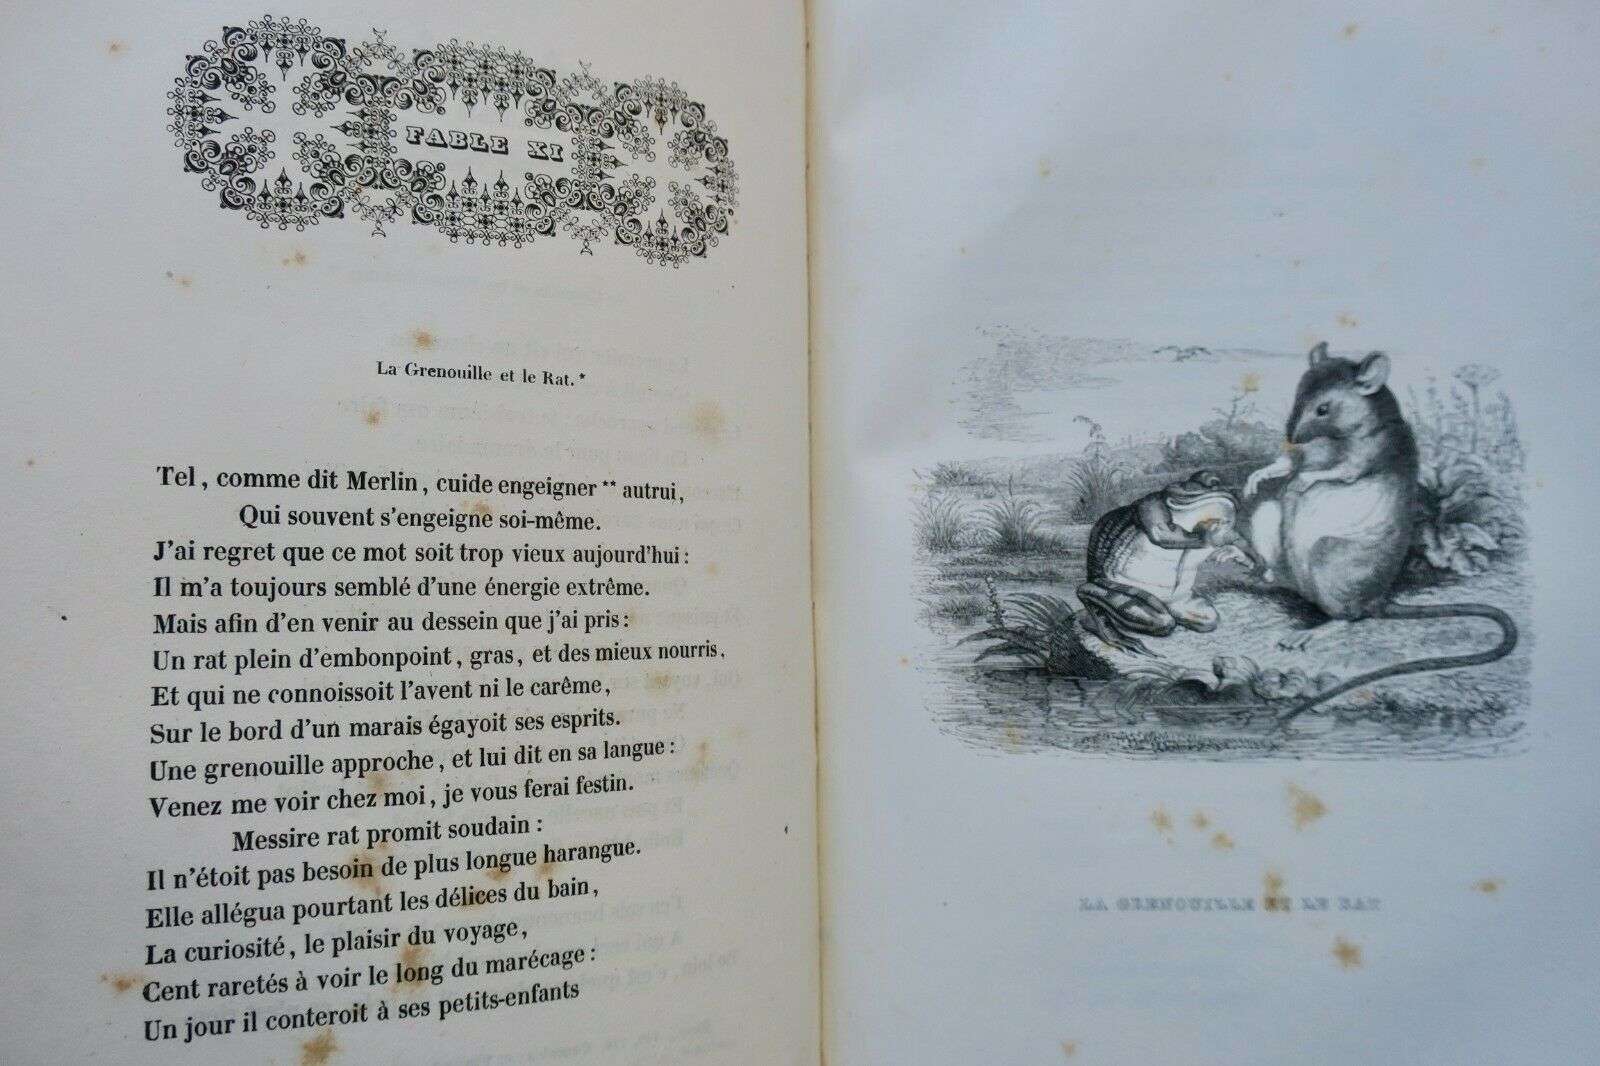 FABLE XI
La Grenouille et le Rat.*
Tel, comme dit Merlin, cuide engeigner ** autrui,
Qui souvent s'engeigne soi-même.
J'ai regret que ce mot soit trop vieux aujourd'hui :
Il m'a toujours semblé d'une énergie extrême.
Mais afin d'en venir au dessein que j'ai pris :
Un rat plein d'embonpoint, gras, et des mieux nourris,
Et qui ne connoissoit l'avent ni le carême,
Sur le bord d'un marais égayoit ses esprits.
Une grenouille approche, et lui dit en sa langue :
Venez me voir chez moi, je vous ferai festin.
Messire rat promit soudain :
Il n'étoit pas besoin de plus longue harangue.
Elle allégua pourtant les délices du bain,
La curiosité, le plaisir du voyage,
Cent raretés à voir le long du marécage :
Un jour il conteroit à ses petits-enfants
LA GRENOUILLE ET LE RAT